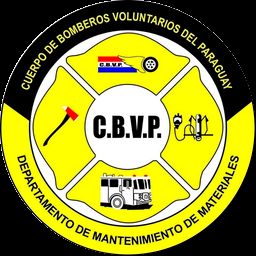 CUERPO DE BOMBEROS VOLUNTARIOS DEL PARAGUAY
C.B.V.P.
C.B.V.P.
DEPARTAMENTO DE MANTENIMIENTO DE MATERIALES